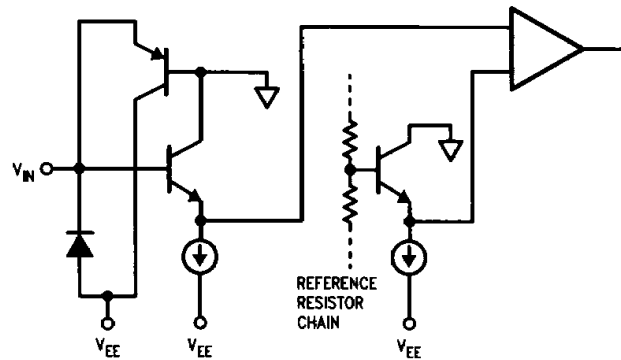 V_IN
REFERENCE
RESISTOR
CHAIN
V_EE
V_EE
V_EE